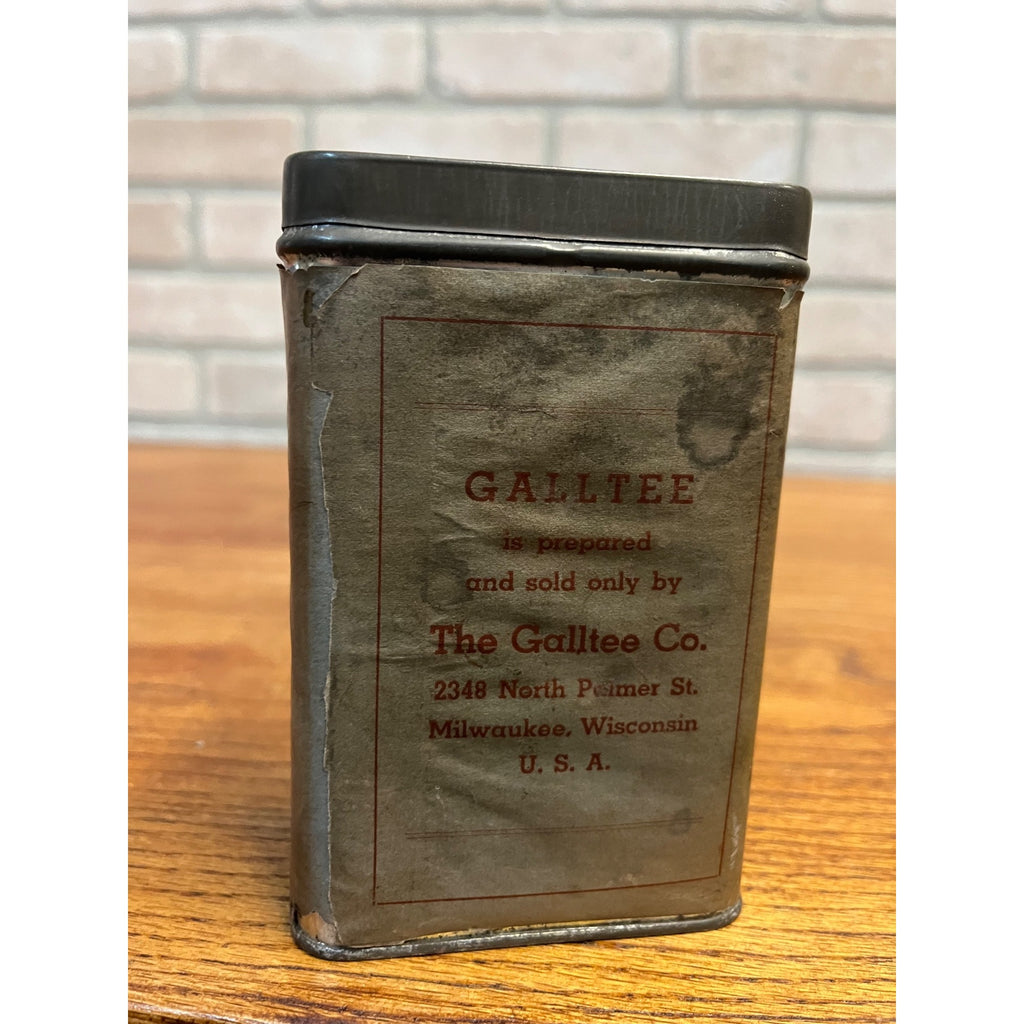 GALLTEE
is prepared
and sold only by
The Galltee Co.
2348 North Palmer St.
Milwaukee, Wisconsin
U. S. A.